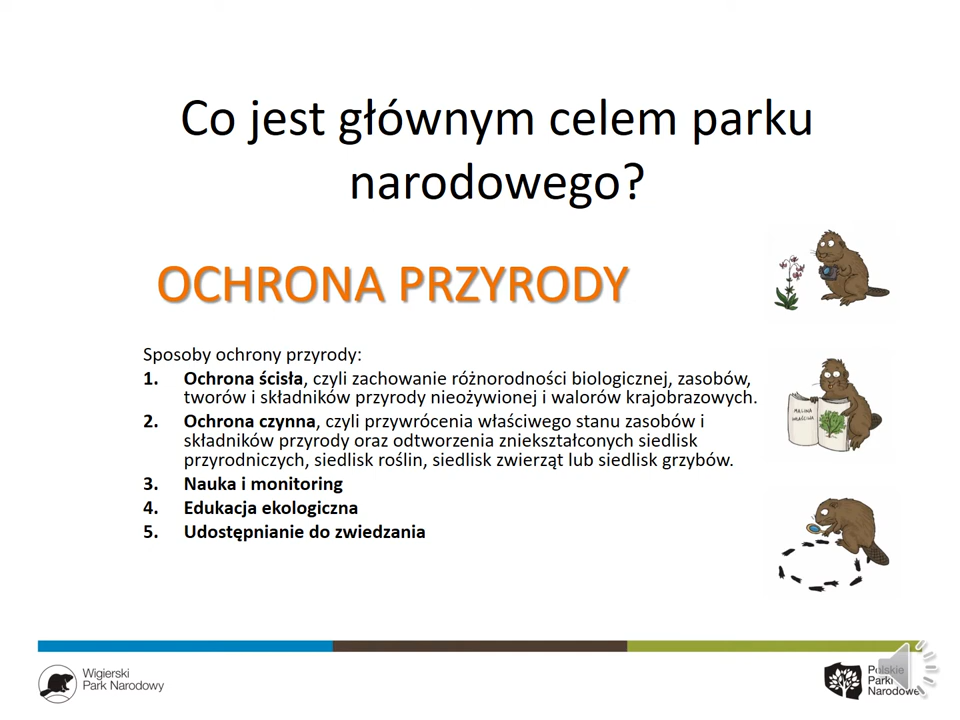 Co jest głównym celem parku
narodowego?
OCHRONA PRZYRODY
Sposoby ochrony przyrody:
1. Ochrona ścisła, czyli zachowanie różnorodności biologicznej, zasobów,
tworów i składników przyrody nieożywionej i walorów krajobrazowych.
2. Ochrona czynna, czyli przywrócenia właściwego stanu zasobów i
składników przyrody oraz odtworzenia zniekształconych siedlisk
przyrodniczych, siedlisk roślin, siedlisk zwierząt lub siedlisk grzybów.
3. Nauka i monitoring
4. Edukacja ekologiczna
5. Udostępnianie do zwiedzania
MALINA
WŁAŚCIWA
Wigierski
Park Narodowy
Polskie
Parki
Narodowe